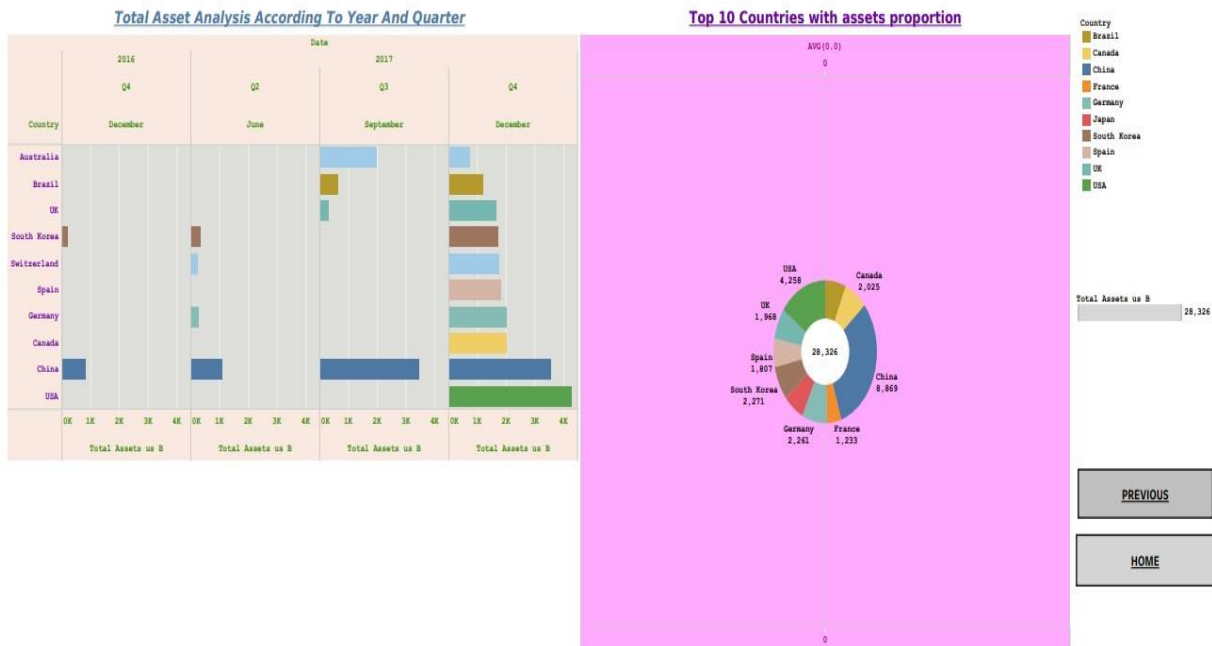 Total Asset Analysis According To Year And Quarter
Date
2016 2017
Q4 Q2 Q3 Q4
Country December June September December
Australia
Brazil
UK
South Korea
Switzerland
Spain
Germany
Canada
China
USA
0K 1K 2K 3K 4K 0K 1K 2K 3K 4K 0K 1K 2K 3K 4K 0K 1K 2K 3K 4K
Total Assets us B Total Assets us B Total Assets us B Total Assets us B
Top 10 Countries with assets proportion
AVG(0.0)
0
USA
4,258
Canada
2,025
UK
1,968
28,326
Spain
1,807
China
8,869
South Korea
2,271
Germany
2,261
France
1,233
0
Country
Brazil
Canada
China
France
Germany
Japan
South Korea
Spain
UK
USA
Total Assets us B
28,326
PREVIOUS
HOME